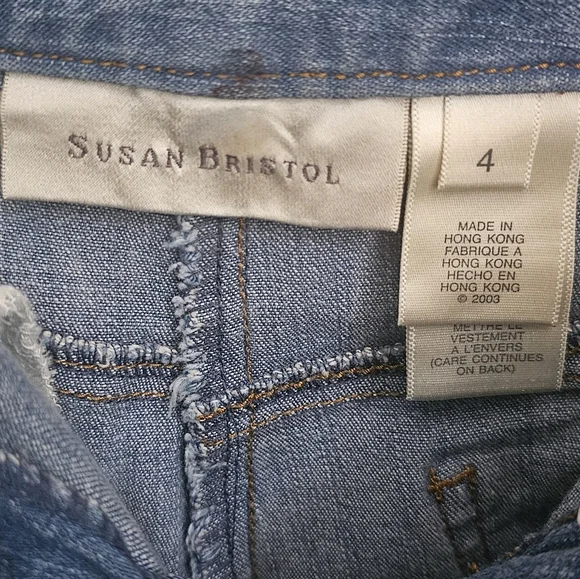 SUSAN BRISTOL
4
MADE IN
HONG KONG
FABRIQUE A
HONG KONG
HECHO EN
HONG KONG
© 2003
METTRE LE
VESTEMENT
A L'ENVERS
(CARE CONTINUES
ON BACK)